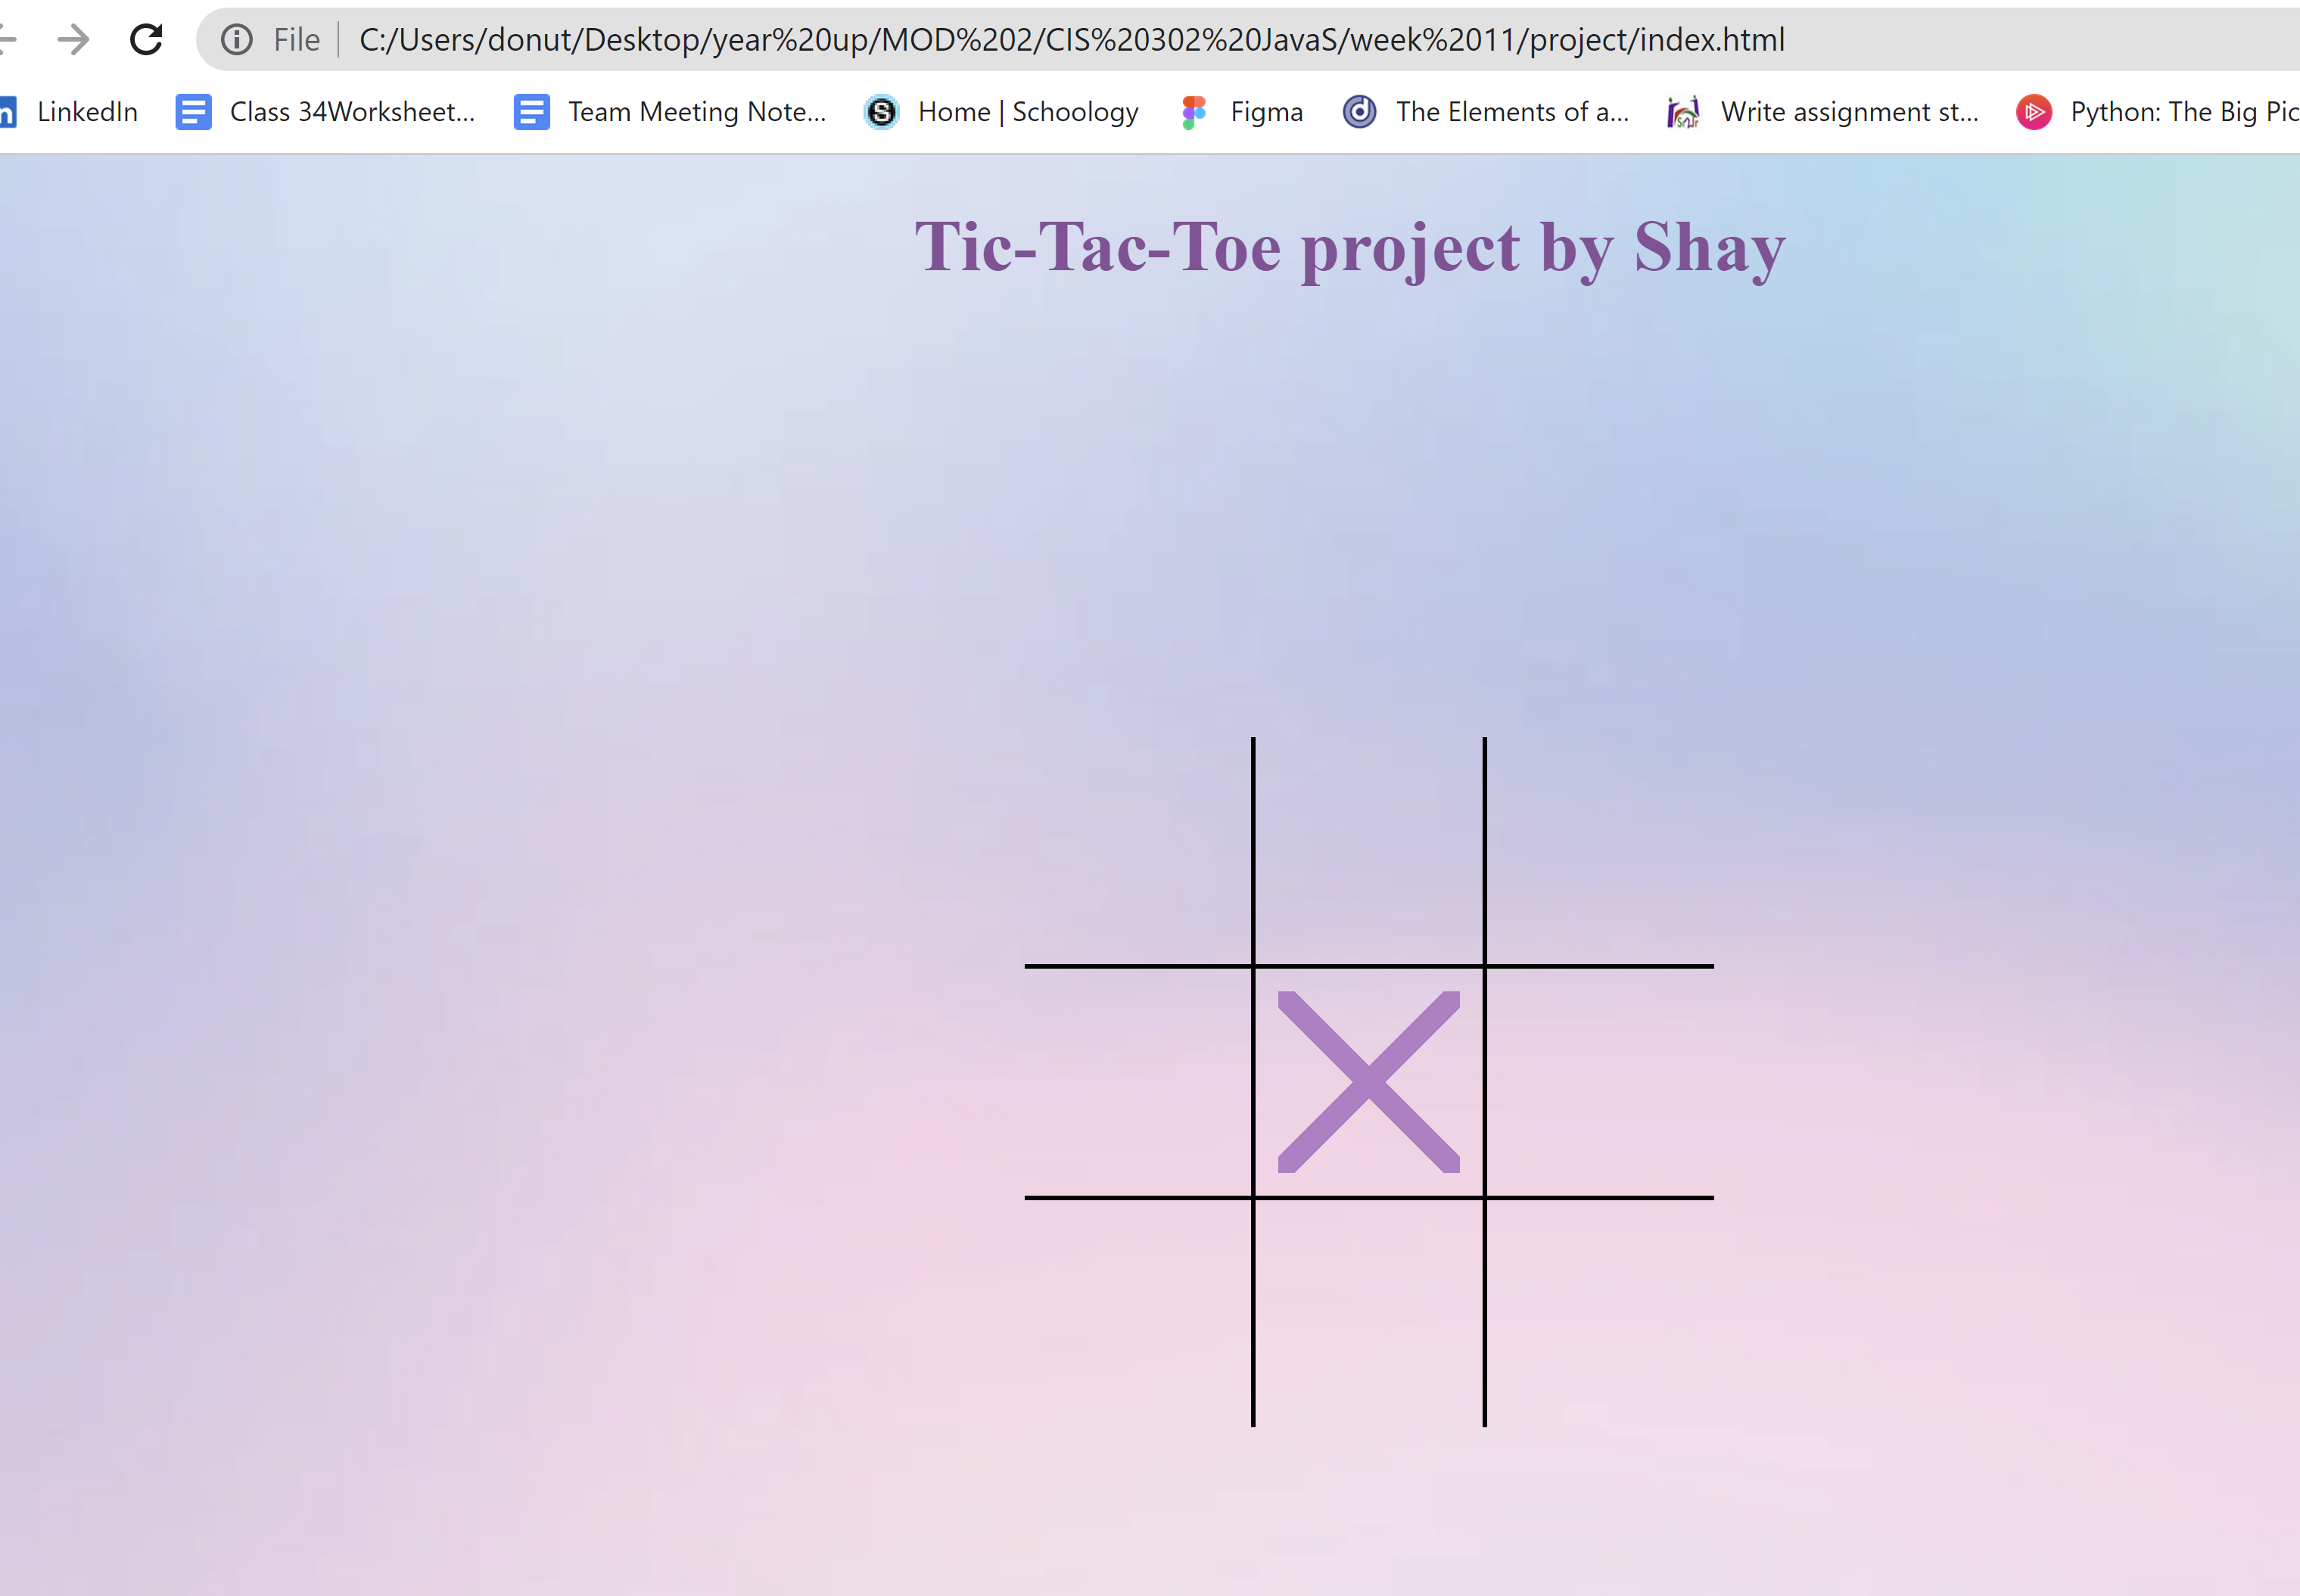 File C:/Users/donut/Desktop/year%20up/MOD%202/CIS%20302%20JavaS/week%2011/project/index.html
LinkedIn Class 34Worksheet... Team Meeting Note... Home | Schoology Figma The Elements of a... Write assignment st... Python: The Big Pic
Tic-Tac-Toe project by Shay